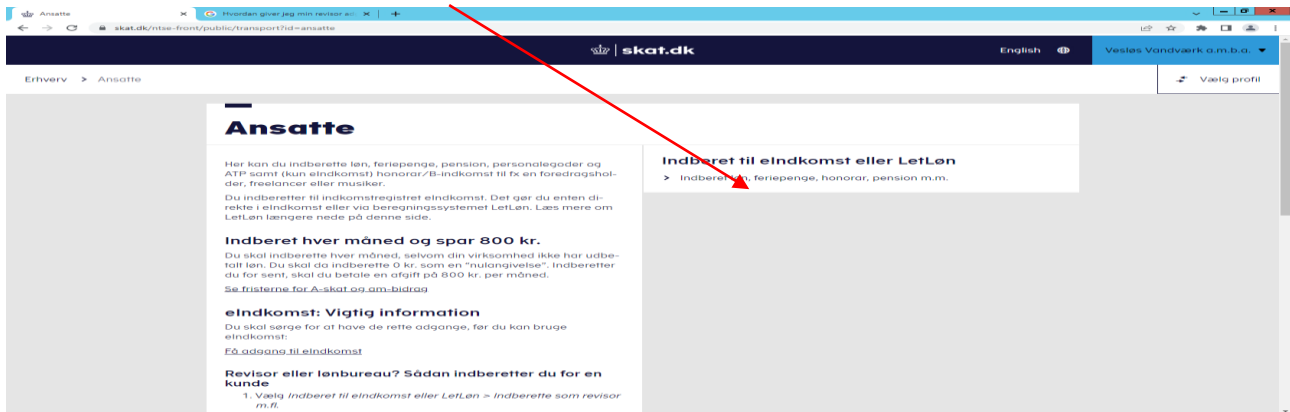 Ansatte
Hvordan giver jeg min revisor ad
skat.dk/ntse-front/public/transport?id=ansatte
skat.dk
English
Vesløs Vandværk a.m.b.a.
Erhverv > Ansatte
Vælg profil
Ansatte
Her kan du indberette løn, feriepenge, pension, personalegoder og
ATP samt (kun eIndkomst) honorar/B-indkomst til fx en foredragshol-
der, freelancer eller musiker.
Du indberetter til indkomstregistret eIndkomst. Det gør du enten di-
rekte i eIndkomst eller via beregningssystemet LetLøn. Læs mere om
LetLøn længere nede på denne side.
Indberet hver måned og spar 800 kr.
Du skal indberette hver måned, selvom din virksomhed ikke har udbe-
talt løn. Du skal da indberette 0 kr. som en "nulangivelse". Indberetter
du for sent, skal du betale en afgift på 800 kr. per måned.
Se fristerne for A-skat og am-bidrag
eIndkomst: Vigtig information
Du skal sørge for at have de rette adgange, før du kan bruge
eIndkomst:
Få adgang til eIndkomst
Revisor eller lønbureau? Sådan indberetter du for en
kunde
1. Vælg Indberet til eIndkomst eller LetLøn > Indberette som revisor
m.fl.
Indberet til eIndkomst eller LetLøn
> Indberet løn, feriepenge, honorar, pension m.m.